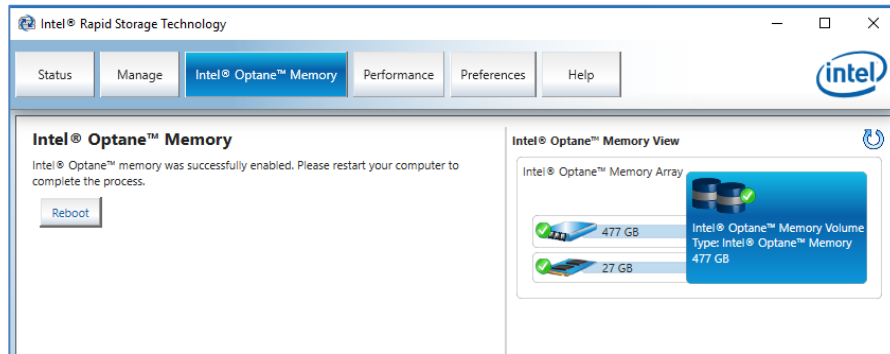 Intel® Rapid Storage Technology
Status
Manage
Intel® Optane™ Memory
Performance
Preferences
Help
intel
Intel® Optane™ Memory
Intel® Optane™ memory was successfully enabled. Please restart your computer to
complete the process.
Reboot
Intel® Optane™ Memory View
Intel® Optane™ Memory Array
477 GB
27 GB
Intel® Optane™ Memory Volume
Type: Intel® Optane™ Memory
477 GB